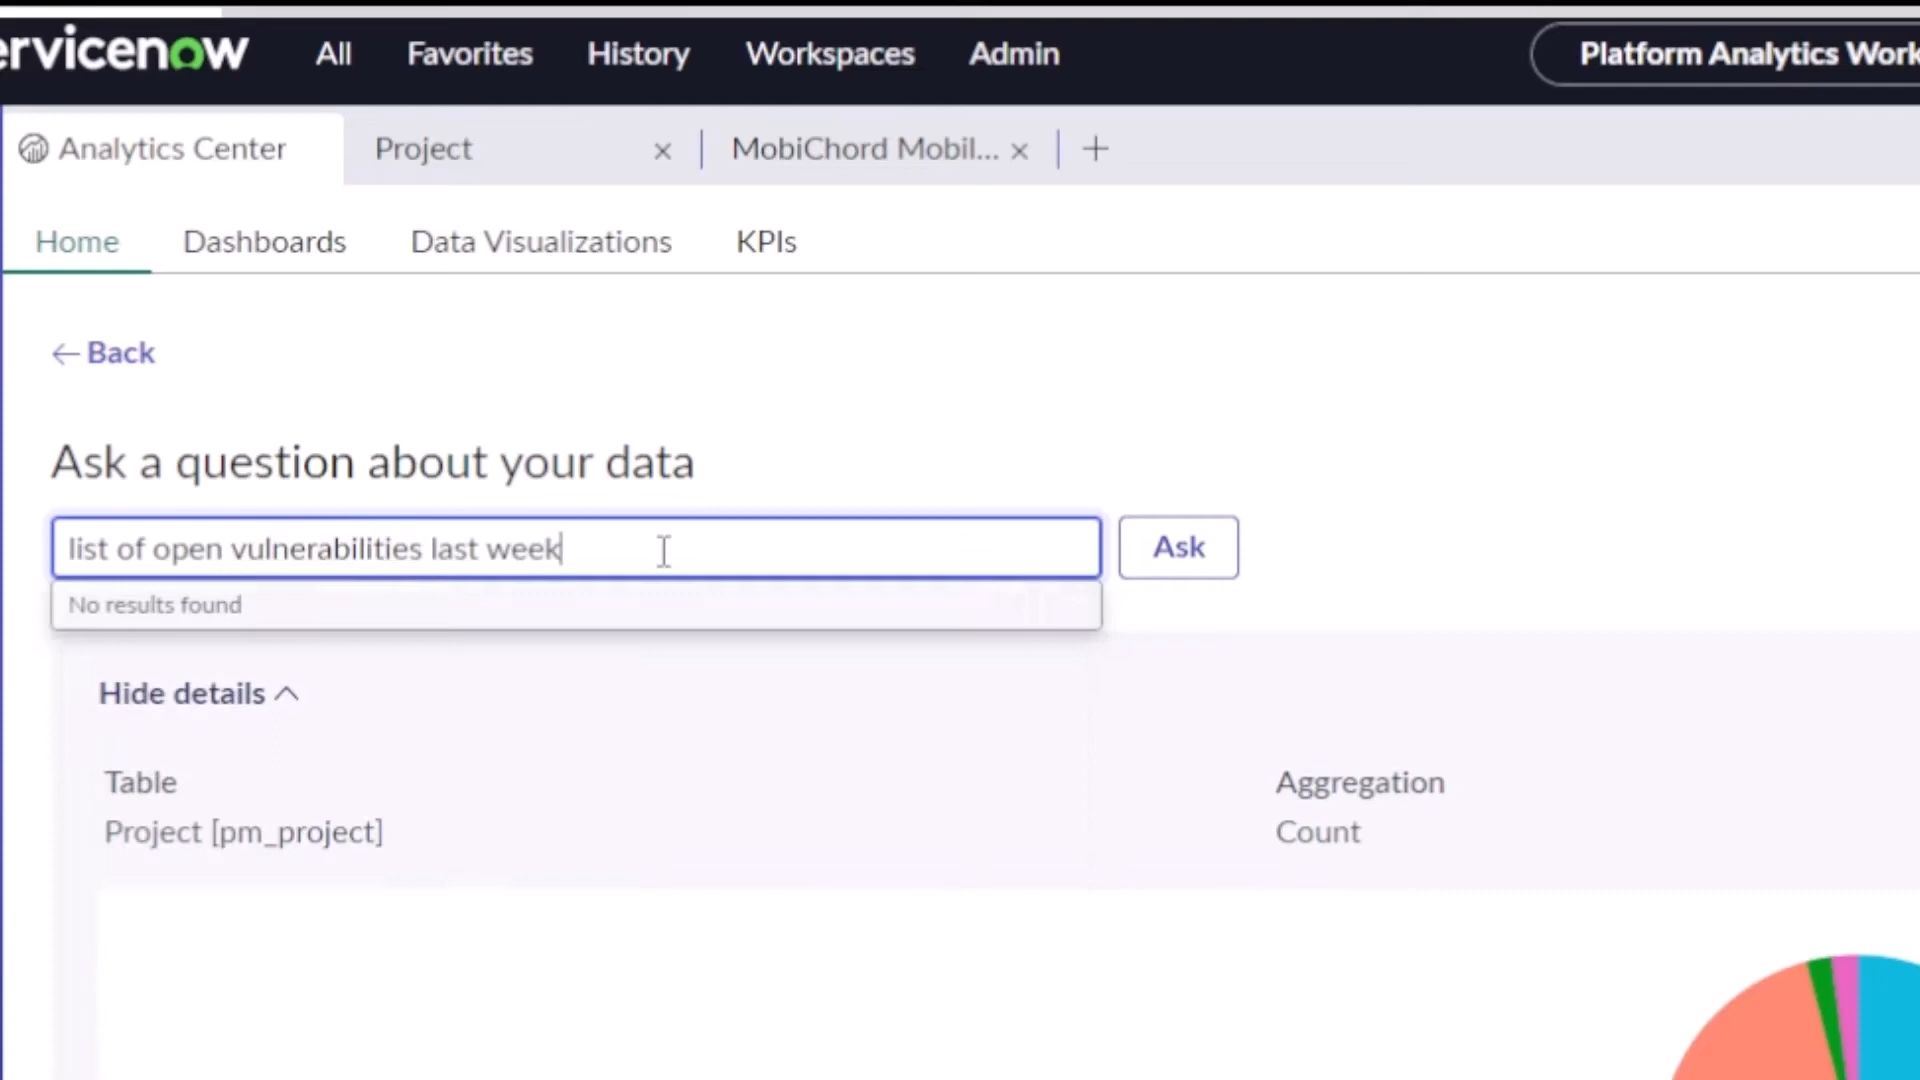 ervicenow All Favorites History Workspaces Admin Platform Analytics Work
Analytics Center Project MobiChord Mobil...
Home Dashboards Data Visualizations KPIs
← Back
Ask a question about your data
list of open vulnerabilities last week Ask
No results found
Hide details
Table Aggregation
Project [pm_project] Count